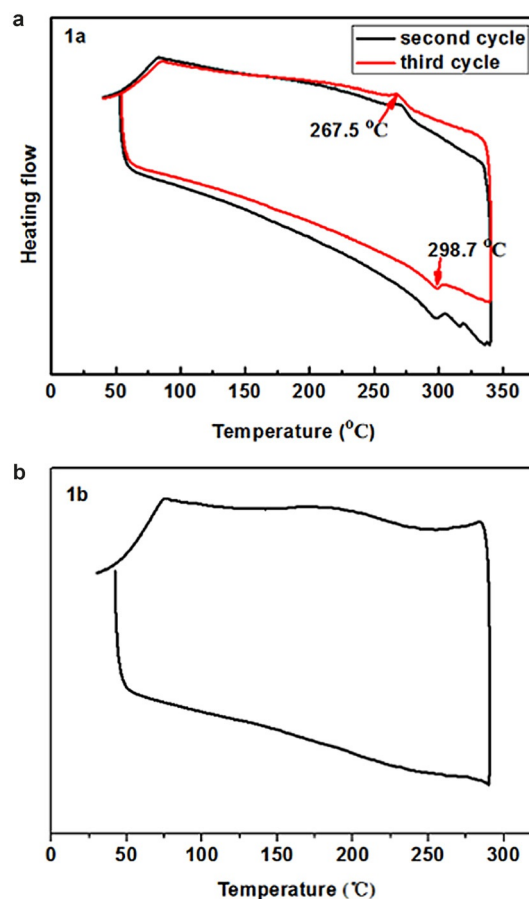 a
1a
second cycle
third cycle
267.5 °C
298.7 °C
Heating flow
0 50 100 150 200 250 300 350
Temperature (°C)
b
1b
0 50 100 150 200 250 300
Temperature (℃)